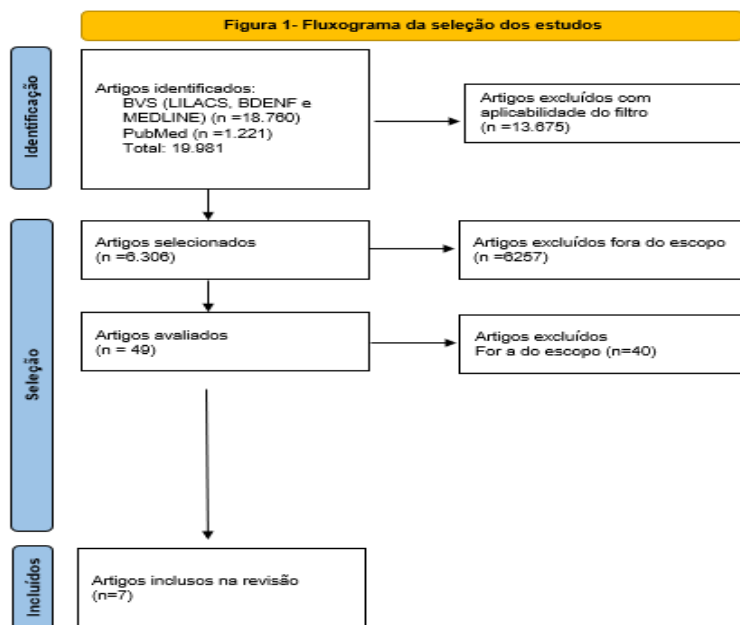 Figura 1- Fluxograma da seleção dos estudos
Identificação
Artigos identificados:
BVS (LILACS, BDENF e
MEDLINE) (n =18.760)
PubMed (n =1.221)
Total: 19.981
Artigos excluídos com
aplicabilidade do filtro
(n =13.675)
Seleção
Artigos selecionados
(n =6.306)
Artigos excluídos fora do escopo
(n =6257)
Artigos avaliados
(n = 49)
Artigos excluídos
For a do escopo (n=40)
Incluídos
Artigos inclusos na revisão
(n=7)